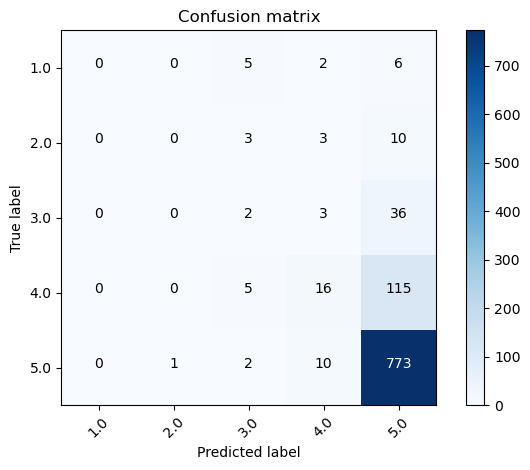 Confusion matrix
True label
1.0 0 0 5 2 6
2.0 0 0 3 3 10
3.0 0 0 2 3 36
4.0 0 0 5 16 115
5.0 0 1 2 10 773
1.0 2.0 3.0 4.0 5.0
Predicted label
700
600
500
400
300
200
100
0